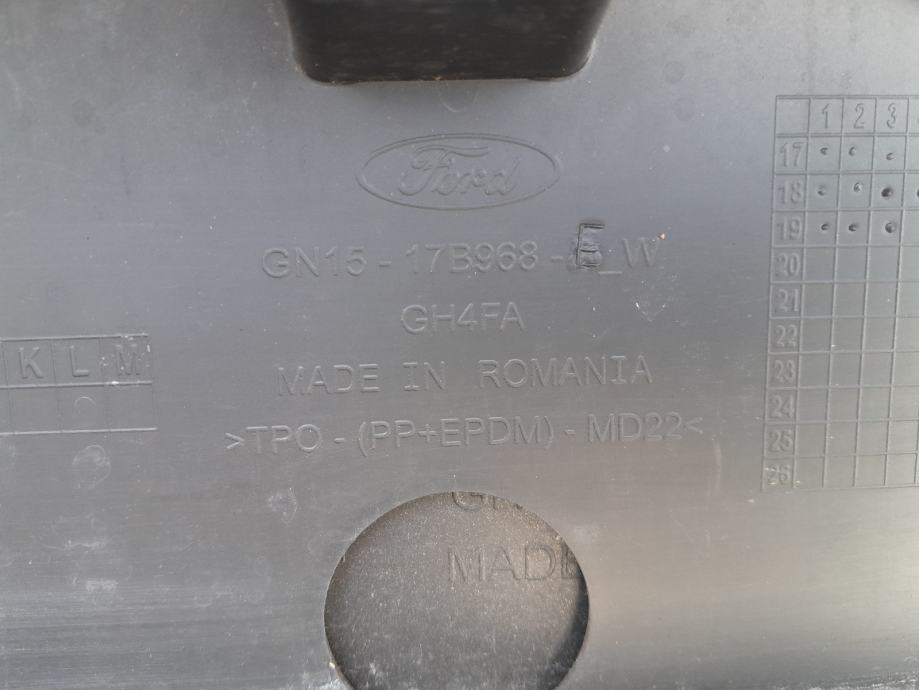 Ford
GN15 - 17B968 - E_W
GH4FA
MADE IN ROMANIA
>TPO - (PP+EPDM) - MD22<
K L M
1 2 3
17
18
19
20
21
22
23
24
25
26
MADE